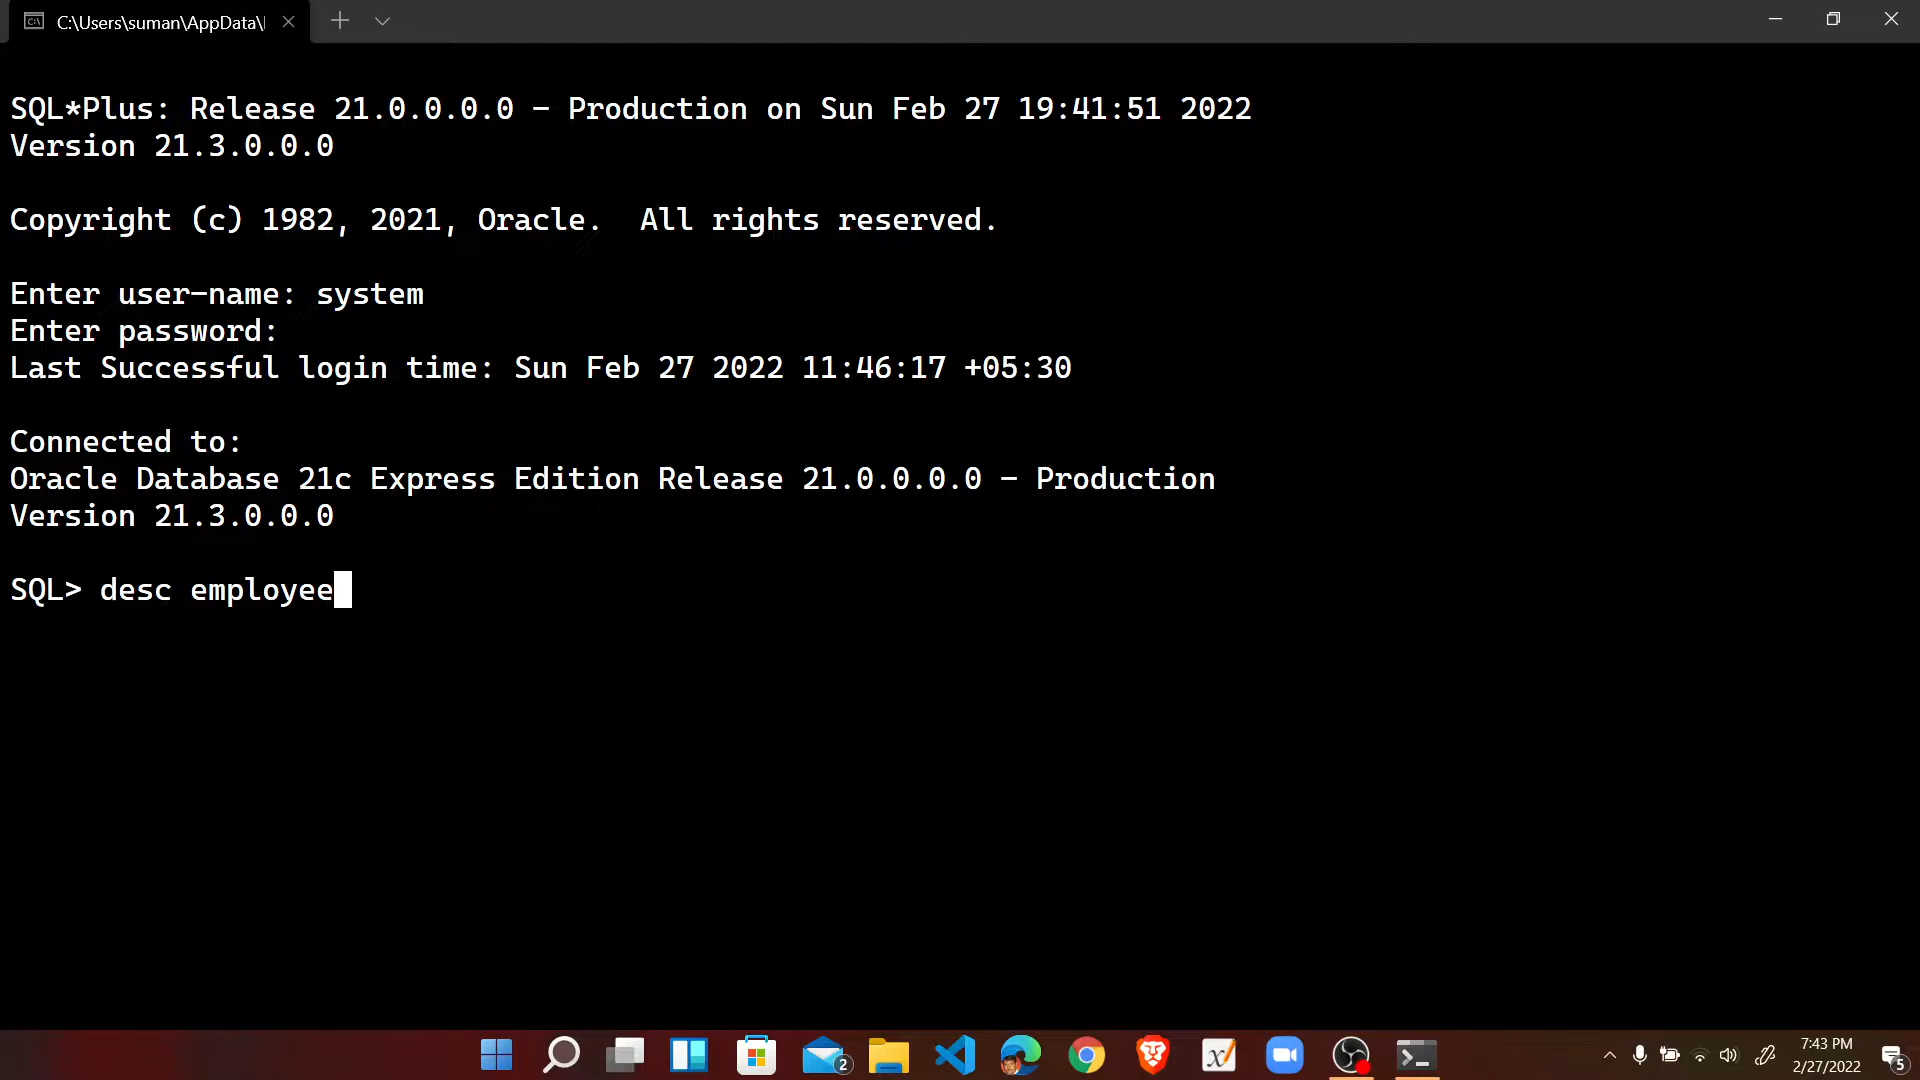 C:\Users\suman\AppData\
SQL*Plus: Release 21.0.0.0.0 - Production on Sun Feb 27 19:41:51 2022
Version 21.3.0.0.0
Copyright (c) 1982, 2021, Oracle.  All rights reserved.
Enter user-name: system
Enter password:
Last Successful login time: Sun Feb 27 2022 11:46:17 +05:30
Connected to:
Oracle Database 21c Express Edition Release 21.0.0.0.0 - Production
Version 21.3.0.0.0
SQL> desc employee
2
7:43 PM
2/27/2022
5